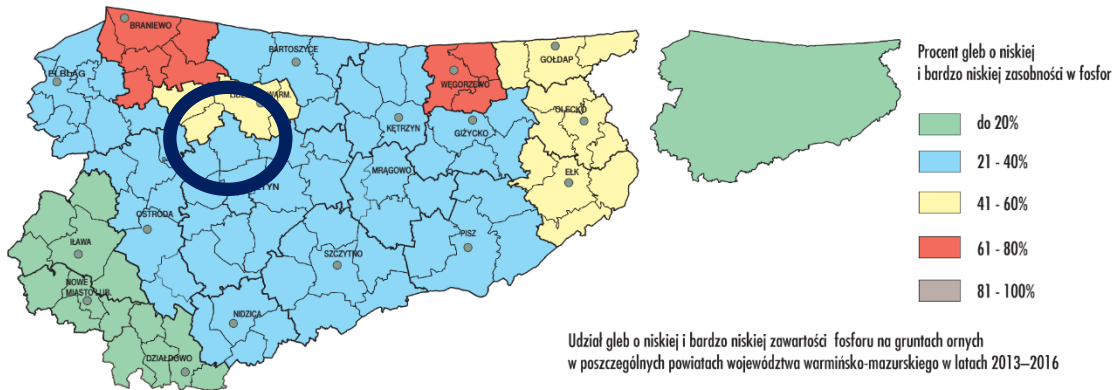 BRANIEWO
BARTOSZYCE
GOŁDAP
ELBLĄG
WĘGORZEWO
WARM.
OLECKO
KĘTRZYN
GIŻYCKO
MRĄGOWO
EŁK
OSTRÓDA
IŁAWA
PISZ
SZCZYTNO
NOWE
MIASTO LUB.
NIDZICA
DZIAŁDOWO
Procent gleb o niskiej
i bardzo niskiej zasobności w fosfor
do 20%
21 - 40%
41 - 60%
61 - 80%
81 - 100%
Udział gleb o niskiej i bardzo niskiej zawartości fosforu na gruntach ornych
w poszczególnych powiatach województwa warmińsko-mazurskiego w latach 2013–2016